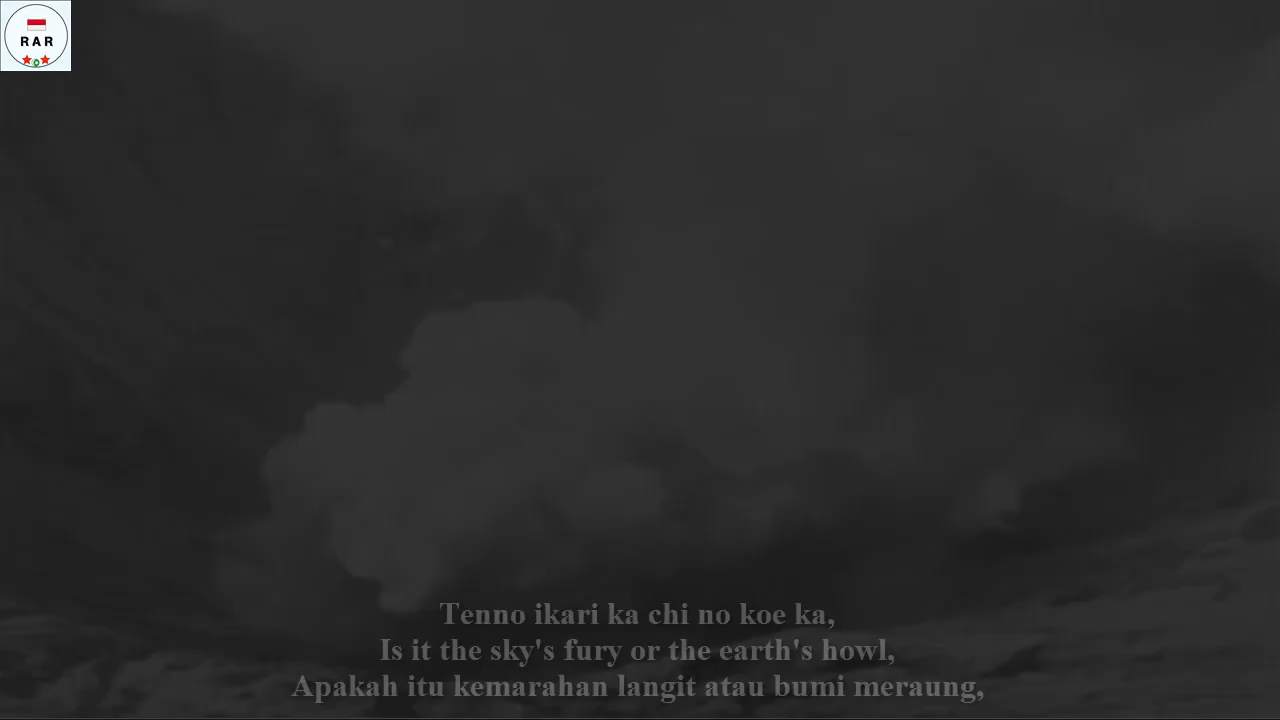 RAR
Tenno ikari ka chi no koe ka,
Is it the sky's fury or the earth's howl,
Apakah itu kemarahan langit atau bumi meraung,